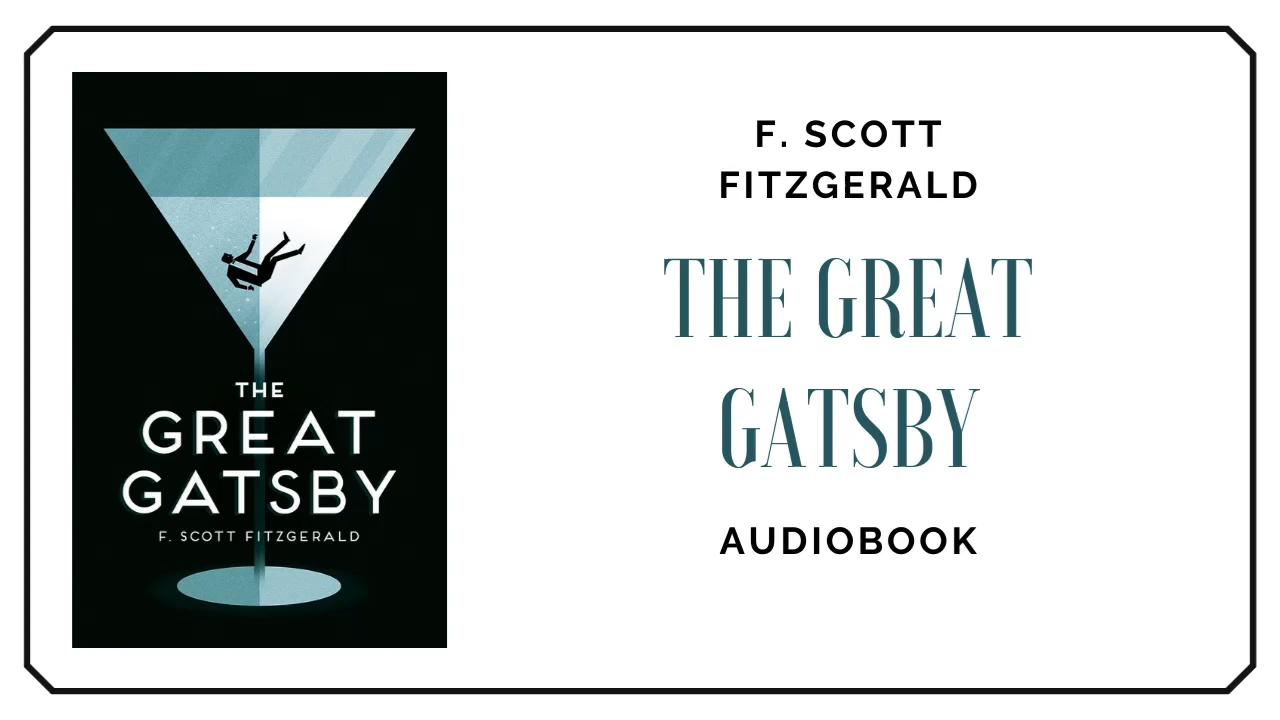 THE
GREAT
GATSBY
F. SCOTT FITZGERALD
F. SCOTT
FITZGERALD
THE GREAT
GATSBY
AUDIOBOOK